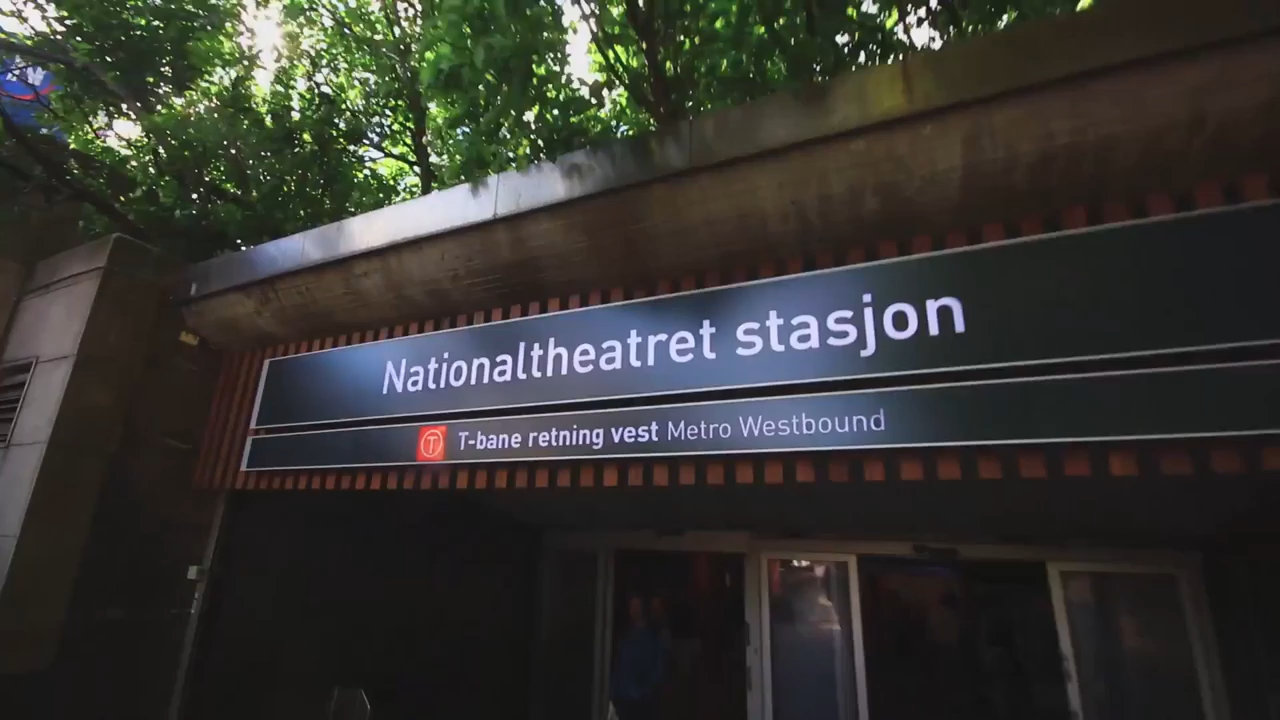 Nationaltheatret stasjon
T T-bane retning vest Metro Westbound